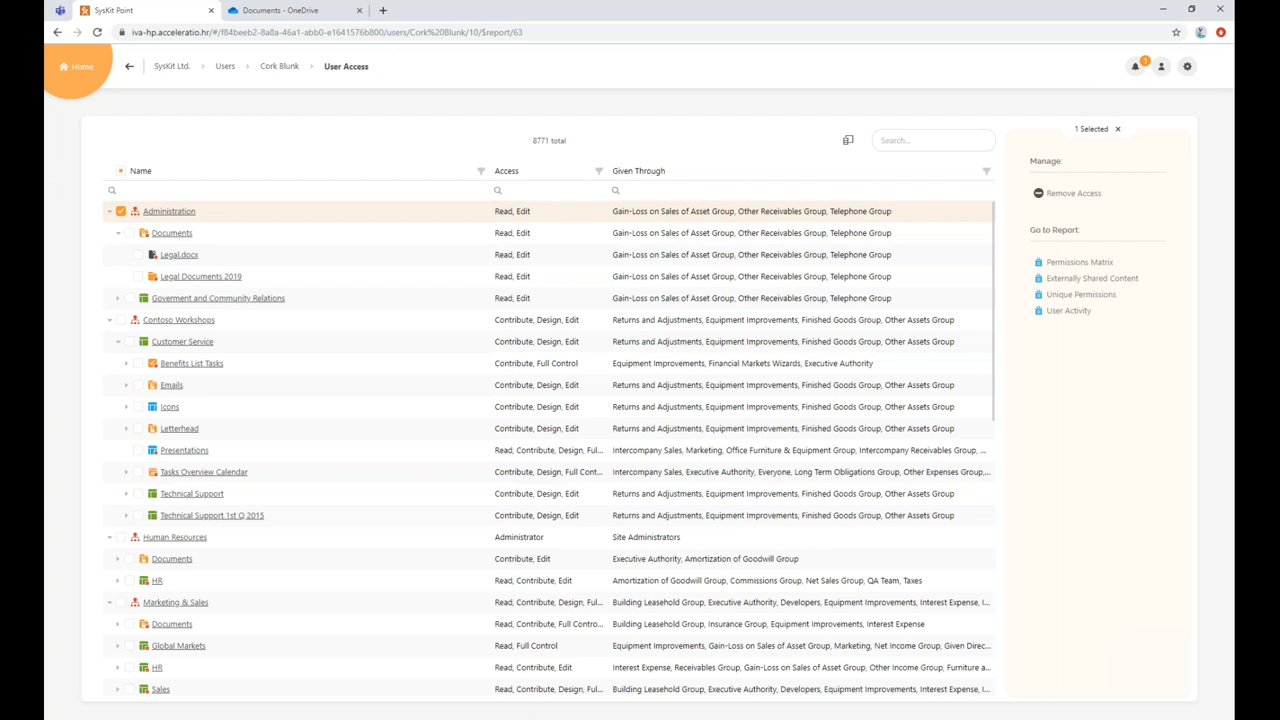 SysKit Point
Documents - OneDrive
iva-hp.acceleratio.hr/#/f84beeb2-8a8a-46a1-abb0-e1641576b800/users/Cork%20Blunk/10/$report/63
Home
SysKit Ltd. > Users > Cork Blunk > User Access
1
8771 total
Search...
1 Selected
Name Access Given Through
Manage:
Remove Access
Go to Report:
Permissions Matrix
Externally Shared Content
Unique Permissions
User Activity
Administration Read, Edit Gain-Loss on Sales of Asset Group, Other Receivables Group, Telephone Group
Documents Read, Edit Gain-Loss on Sales of Asset Group, Other Receivables Group, Telephone Group
Legal.docx Read, Edit Gain-Loss on Sales of Asset Group, Other Receivables Group, Telephone Group
Legal Documents 2019 Read, Edit Gain-Loss on Sales of Asset Group, Other Receivables Group, Telephone Group
Goverment and Community Relations Read, Edit Gain-Loss on Sales of Asset Group, Other Receivables Group, Telephone Group
Contoso Workshops Contribute, Design, Edit Returns and Adjustments, Equipment Improvements, Finished Goods Group, Other Assets Group
Customer Service Contribute, Design, Edit Returns and Adjustments, Equipment Improvements, Finished Goods Group, Other Assets Group
Benefits List Tasks Contribute, Full Control Equipment Improvements, Financial Markets Wizards, Executive Authority
Emails Contribute, Design, Edit Returns and Adjustments, Equipment Improvements, Finished Goods Group, Other Assets Group
Icons Contribute, Design, Edit Returns and Adjustments, Equipment Improvements, Finished Goods Group, Other Assets Group
Letterhead Contribute, Design, Edit Returns and Adjustments, Equipment Improvements, Finished Goods Group, Other Assets Group
Presentations Read, Contribute, Design, Ful... Intercompany Sales, Marketing, Office Furniture & Equipment Group, Intercompany Receivables Group, ...
Tasks Overview Calendar Contribute, Design, Full Cont... Intercompany Sales, Executive Authority, Everyone, Long Term Obligations Group, Other Expenses Group,...
Technical Support Contribute, Design, Edit Returns and Adjustments, Equipment Improvements, Finished Goods Group, Other Assets Group
Technical Support 1st Q 2015 Contribute, Design, Edit Returns and Adjustments, Equipment Improvements, Finished Goods Group, Other Assets Group
Human Resources Administrator Site Administrators
Documents Contribute, Edit Executive Authority, Amortization of Goodwill Group
HR Read, Contribute, Edit Amortization of Goodwill Group, Commissions Group, Net Sales Group, QA Team, Taxes
Marketing & Sales Read, Contribute, Design, Ful... Building Leasehold Group, Executive Authority, Developers, Equipment Improvements, Interest Expense, I...
Documents Read, Contribute, Full Contro... Building Leasehold Group, Insurance Group, Equipment Improvements, Interest Expense
Global Markets Read, Full Control Equipment Improvements, Gain-Loss on Sales of Asset Group, Marketing, Net Income Group, Given Direc...
HR Read, Contribute, Edit Interest Expense, Receivables Group, Gain-Loss on Sales of Asset Group, Other Income Group, Furniture a...
Sales Read, Contribute, Design, Ful... Building Leasehold Group, Executive Authority, Developers, Equipment Improvements, Interest Expense, I...